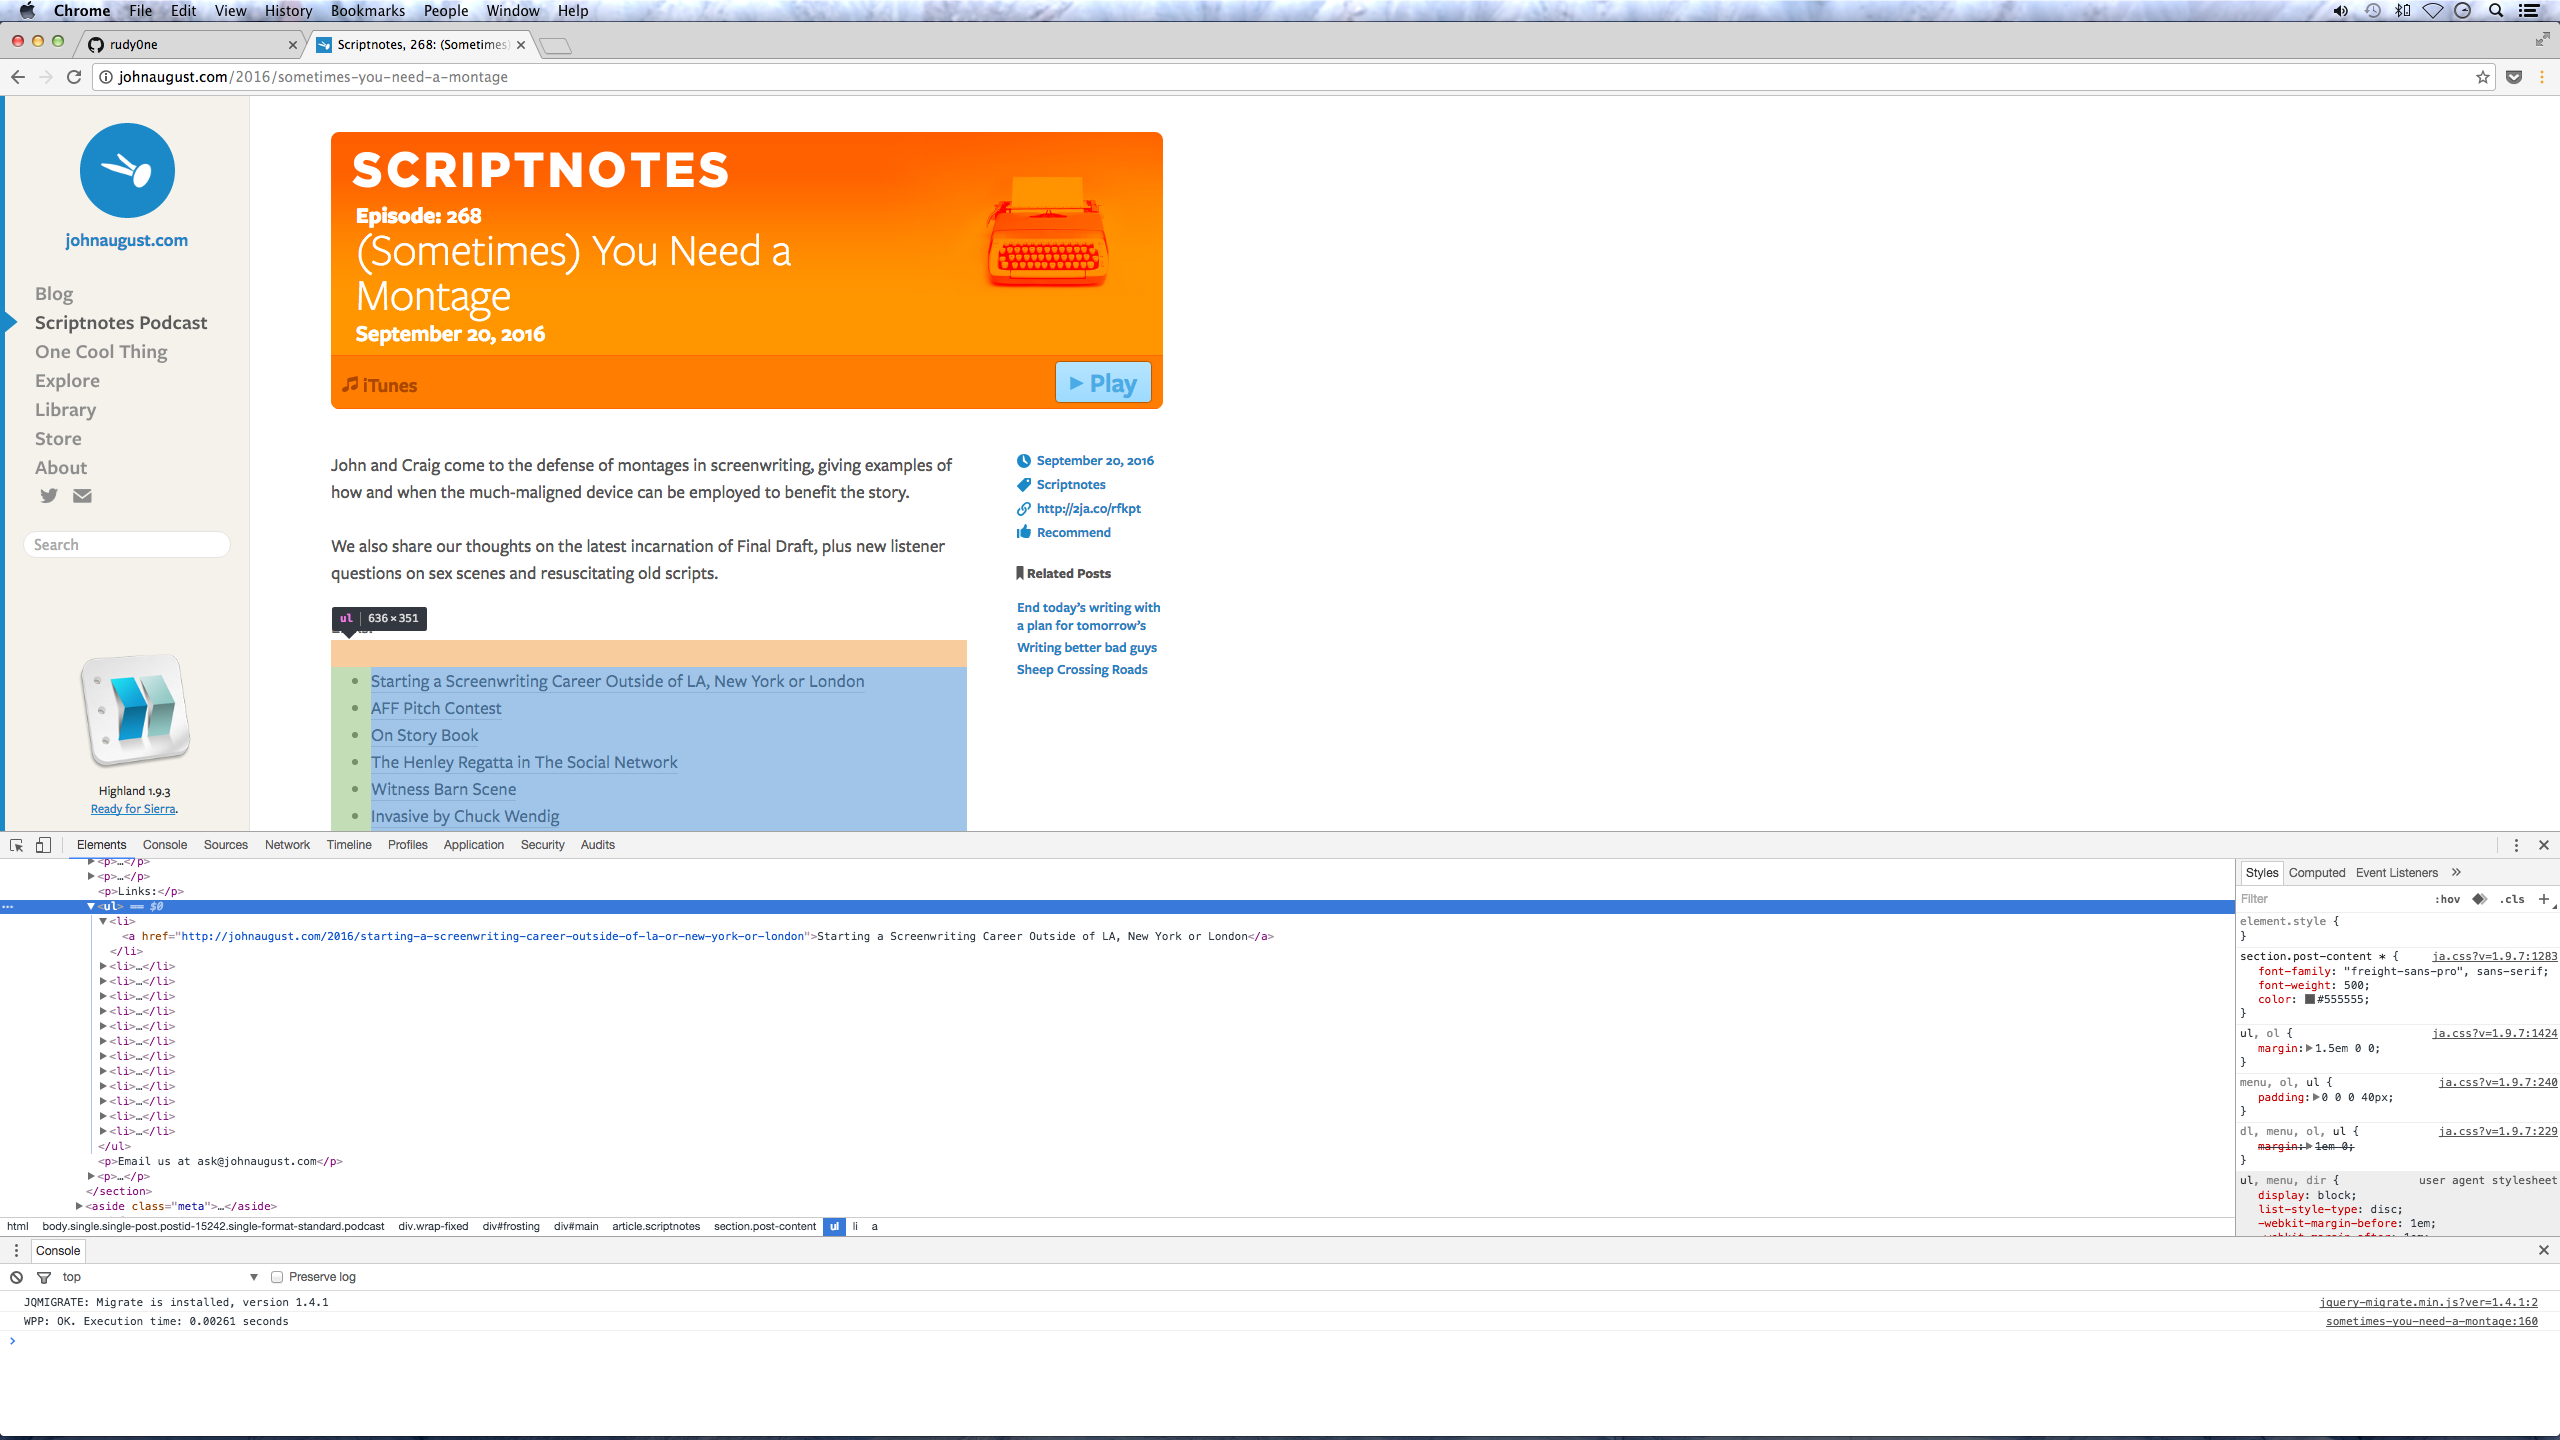 Chrome File Edit View History Bookmarks People Window Help
rudy0ne
Scriptnotes, 268: (Sometimes)
johnaugust.com/2016/sometimes-you-need-a-montage
johnaugust.com
Blog
Scriptnotes Podcast
One Cool Thing
Explore
Library
Store
About
Search
Highland 1.9.3
Ready for Sierra.
SCRIPTNOTES
Episode: 268
(Sometimes) You Need a
Montage
September 20, 2016
iTunes
Play
John and Craig come to the defense of montages in screenwriting, giving examples of
how and when the much-maligned device can be employed to benefit the story.
We also share our thoughts on the latest incarnation of Final Draft, plus new listener
questions on sex scenes and resuscitating old scripts.
ul 636×351
Starting a Screenwriting Career Outside of LA, New York or London
AFF Pitch Contest
On Story Book
The Henley Regatta in The Social Network
Witness Barn Scene
Invasive by Chuck Wendig
September 20, 2016
Scriptnotes
http://2ja.co/rfkpt
Recommend
Related Posts
End today's writing with
a plan for tomorrow's
Writing better bad guys
Sheep Crossing Roads
Elements Console Sources Network Timeline Profiles Application Security Audits
<p>…</p>
<p>…</p>
<p>Links:</p>
<ul> == $0
<li>
<a href="http://johnaugust.com/2016/starting-a-screenwriting-career-outside-of-la-or-new-york-or-london">Starting a Screenwriting Career Outside of LA, New York or London</a>
</li>
<li>…</li>
<li>…</li>
<li>…</li>
<li>…</li>
<li>…</li>
<li>…</li>
<li>…</li>
<li>…</li>
<li>…</li>
<li>…</li>
<li>…</li>
<li>…</li>
</ul>
<p>Email us at ask@johnaugust.com</p>
<p>…</p>
</section>
<aside class="meta">…</aside>
html body.single.single-post.postid-15242.single-format-standard.podcast div.wrap-fixed div#frosting div#main article.scriptnotes section.post-content ul li a
Styles Computed Event Listeners »
Filter :hov .cls +
element.style {
}
section.post-content * { ja.css?v=1.9.7:1283
font-family: "freight-sans-pro", sans-serif;
font-weight: 500;
color: #555555;
}
ul, ol { ja.css?v=1.9.7:1424
margin: 1.5em 0 0;
}
menu, ol, ul { ja.css?v=1.9.7:240
padding: 0 0 0 40px;
}
dl, menu, ol, ul { ja.css?v=1.9.7:229
margin: 1em 0;
}
ul, menu, dir { user agent stylesheet
display: block;
list-style-type: disc;
-webkit-margin-before: 1em;
Console
top Preserve log
JQMIGRATE: Migrate is installed, version 1.4.1 jquery-migrate.min.js?ver=1.4.1:2
WPP: OK. Execution time: 0.00261 seconds sometimes-you-need-a-montage:160